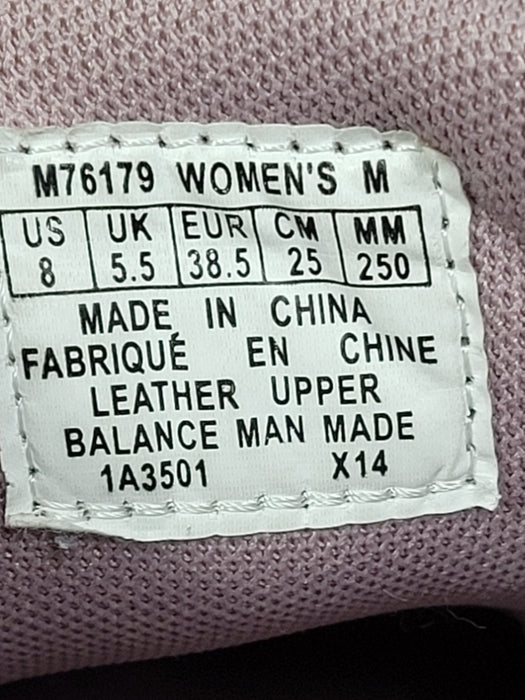 M76179 WOMEN'S M
US UK EUR CM MM
8 5.5 38.5 25 250
MADE IN CHINA
FABRIQUÉ EN CHINE
LEATHER UPPER
BALANCE MAN MADE
1A3501 X14